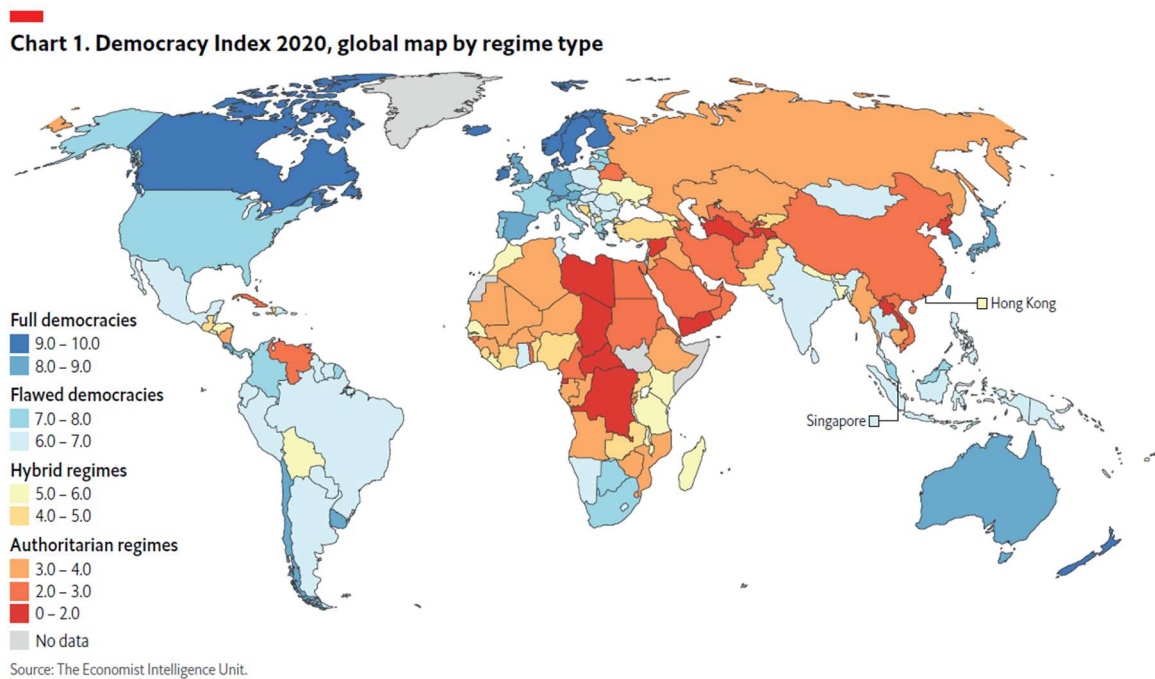 Chart 1. Democracy Index 2020, global map by regime type
Full democracies
9.0 – 10.0
8.0 – 9.0
Flawed democracies
7.0 – 8.0
6.0 – 7.0
Hybrid regimes
5.0 – 6.0
4.0 – 5.0
Authoritarian regimes
3.0 – 4.0
2.0 – 3.0
0 – 2.0
No data
Hong Kong
Singapore
Source: The Economist Intelligence Unit.